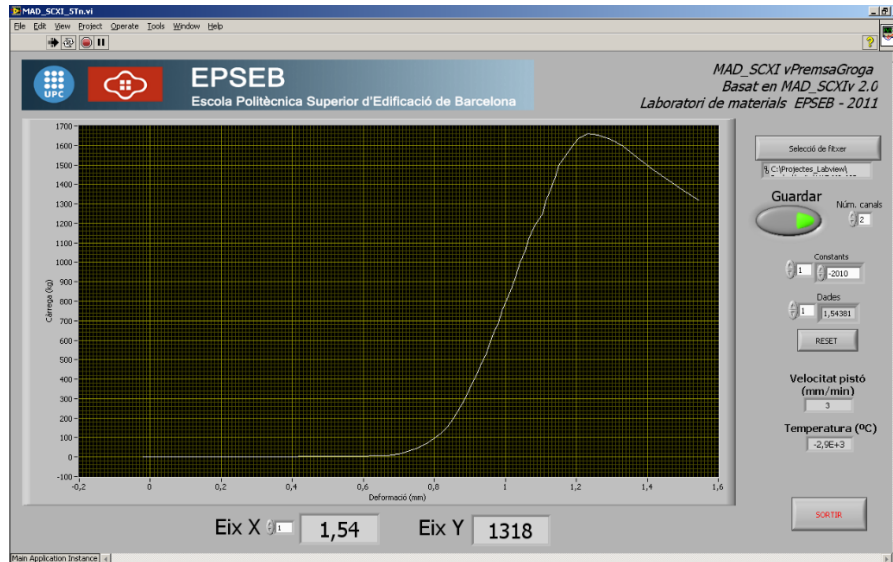 MAD_SCXI_5Tn.vi
File Edit View Project Operate Tools Window Help
UPC
EPSEB
Escola Politècnica Superior d'Edificació de Barcelona
MAD_SCXI vPremsaGroga
Basat en MAD_SCXIv 2.0
Laboratori de materials EPSEB - 2011
Càrrega (kg)
1700
1600
1500
1400
1300
1200
1100
1000
900
800
700
600
500
400
300
200
100
0
-100
-0,2 0 0,2 0,4 0,6 0,8 1 1,2 1,4 1,6
Deformació (mm)
Selecció de fitxer
C:\Projectes_Labview\
Guardar
Núm. canals
2
Constants
1 -2010
Dades
1 1,54381
RESET
Velocitat pistó
(mm/min)
3
Temperatura (ºC)
-2,9E+3
SORTIR
Eix X 1 1,54 Eix Y 1318
Main Application Instance